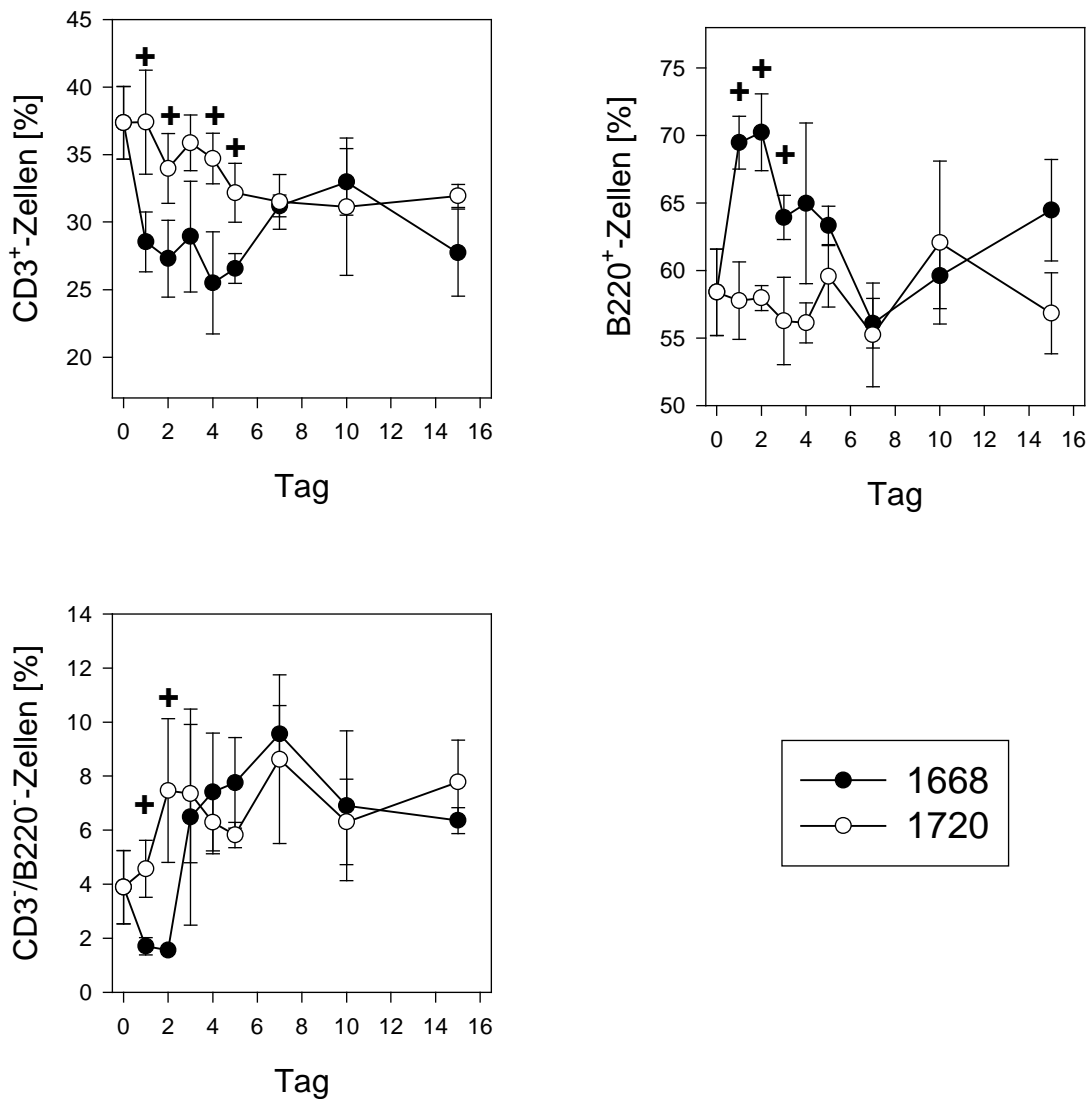 45
40
35
30
25
20
CD3⁺-Zellen [%]
+ + + +
0 2 4 6 8 10 12 14 16
Tag
75
70
65
60
55
50
B220⁺-Zellen [%]
+ + +
0 2 4 6 8 10 12 14 16
Tag
14
12
10
8
6
4
2
0
CD3⁻/B220⁻-Zellen [%]
+ +
0 2 4 6 8 10 12 14 16
Tag
1668
1720